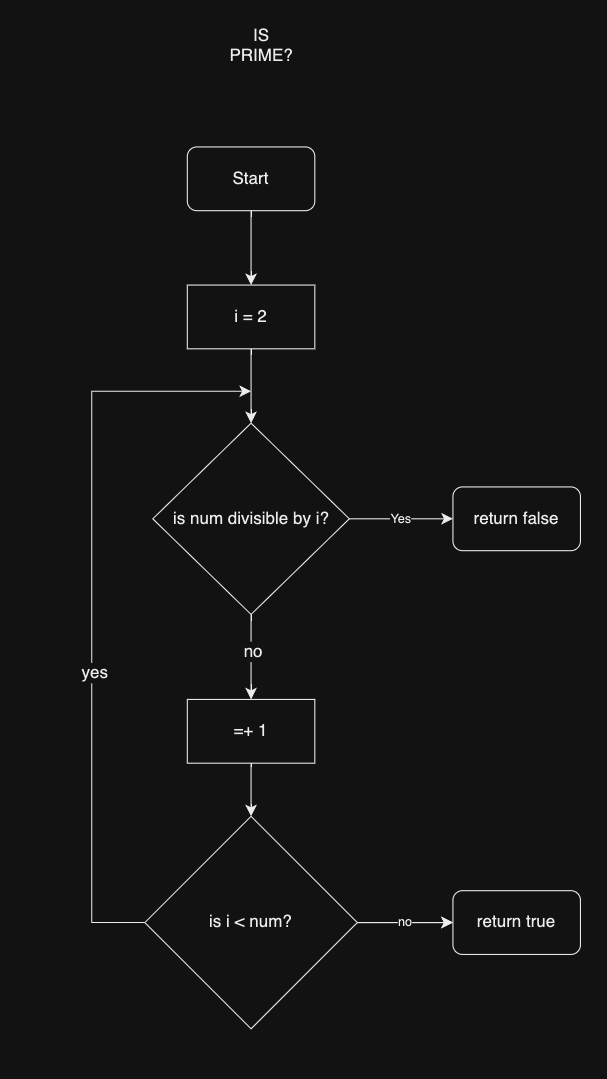 IS
PRIME?
Start
i = 2
is num divisible by i?
Yes
return false
no
yes
=+ 1
is i < num?
no
return true